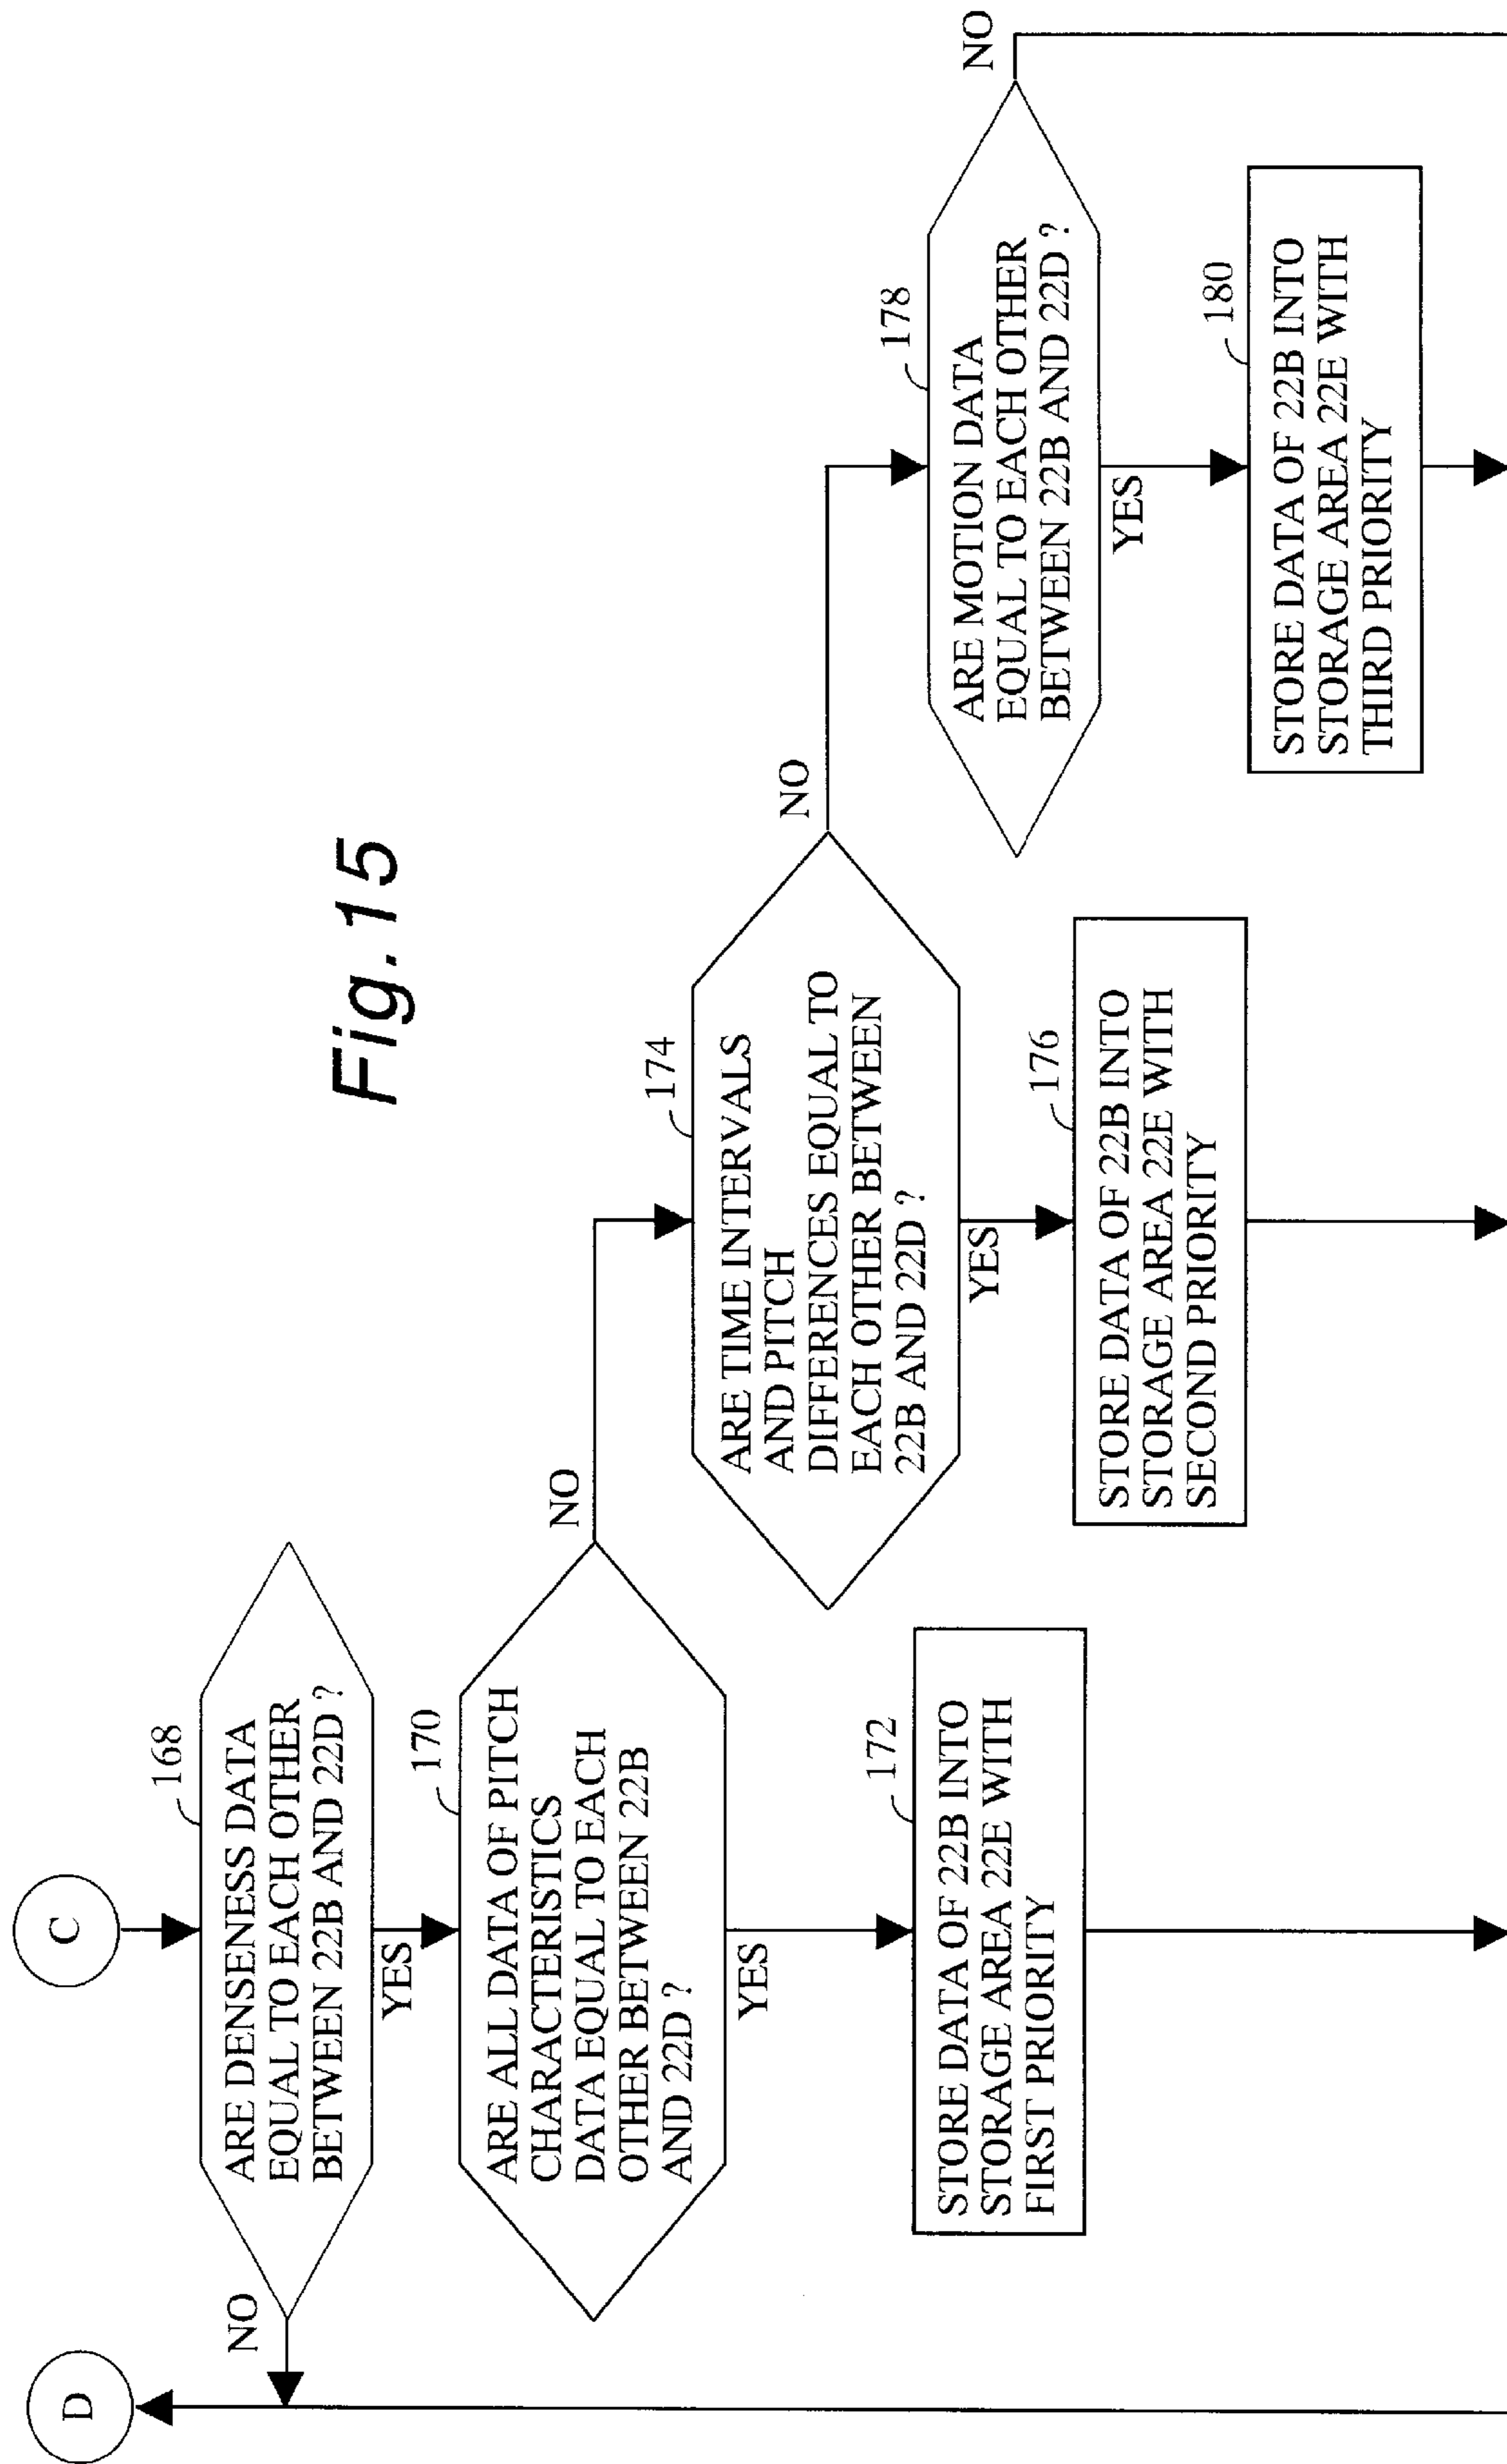 Fig.15
D
C
NO
168
ARE DENSENESS DATA
EQUAL TO EACH OTHER
BETWEEN 22B AND 22D ?
YES
170
ARE ALL DATA OF PITCH
CHARACTERISTICS
DATA EQUAL TO EACH
OTHER BETWEEN 22B
AND 22D ?
NO
YES
172
STORE DATA OF 22B INTO
STORAGE AREA 22E WITH
FIRST PRIORITY
174
ARE TIME INTERVALS
AND PITCH
DIFFERENCES EQUAL TO
EACH OTHER BETWEEN
22B AND 22D ?
NO
YES
176
STORE DATA OF 22B INTO
STORAGE AREA 22E WITH
SECOND PRIORITY
178
ARE MOTION DATA
EQUAL TO EACH OTHER
BETWEEN 22B AND 22D ?
NO
YES
180
STORE DATA OF 22B INTO
STORAGE AREA 22E WITH
THIRD PRIORITY